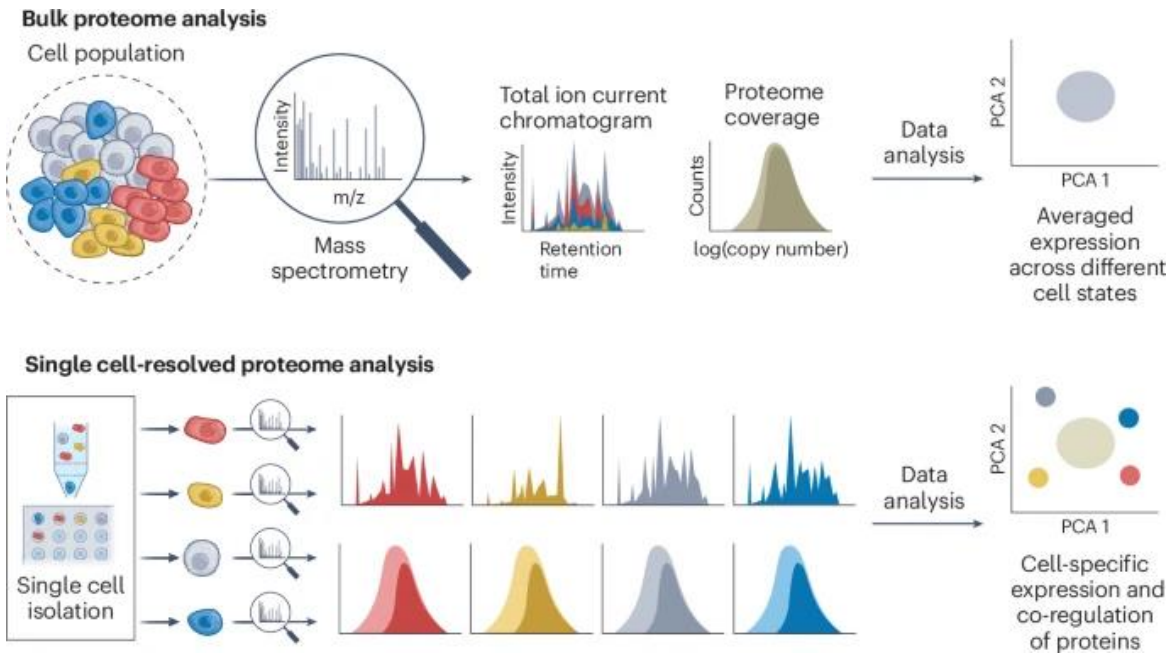 Bulk proteome analysis
Cell population
Intensity
m/z
Mass
spectrometry
Total ion current
chromatogram
Intensity
Retention
time
Proteome
coverage
Counts
log(copy number)
Data
analysis
PCA 2
PCA 1
Averaged
expression
across different
cell states
Single cell-resolved proteome analysis
Single cell
isolation
Data
analysis
PCA 2
PCA 1
Cell-specific
expression and
co-regulation
of proteins